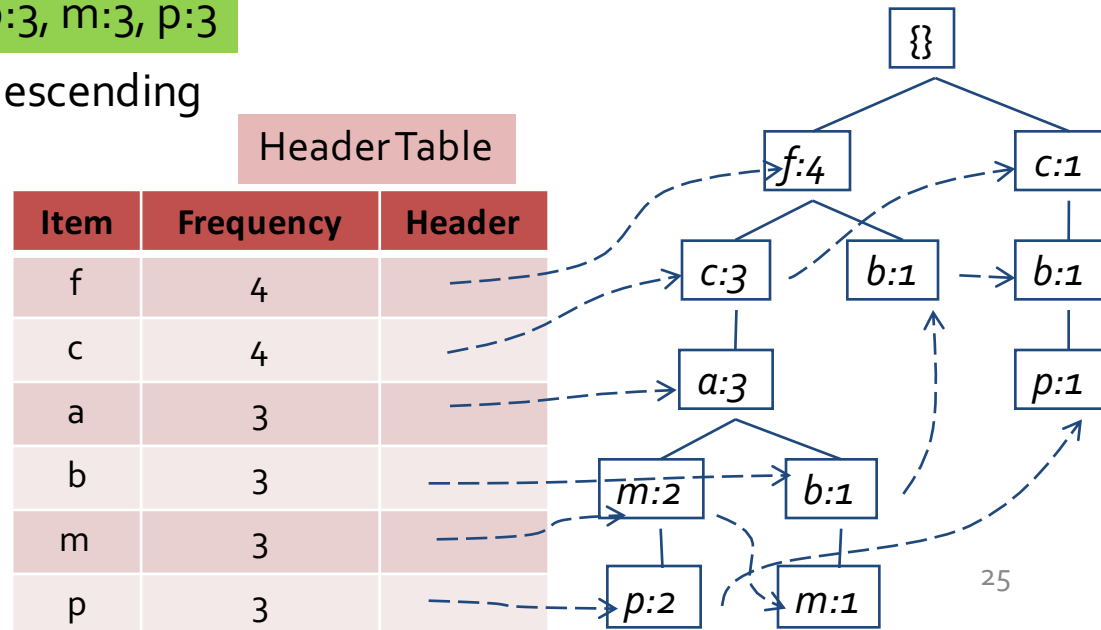 :3, m:3, p:3
escending
Header Table
Item Frequency Header
f 4
c 4
a 3
b 3
m 3
p 3
{}
f:4 c:1
c:3 b:1 b:1
a:3 p:1
m:2 b:1
p:2 m:1
25